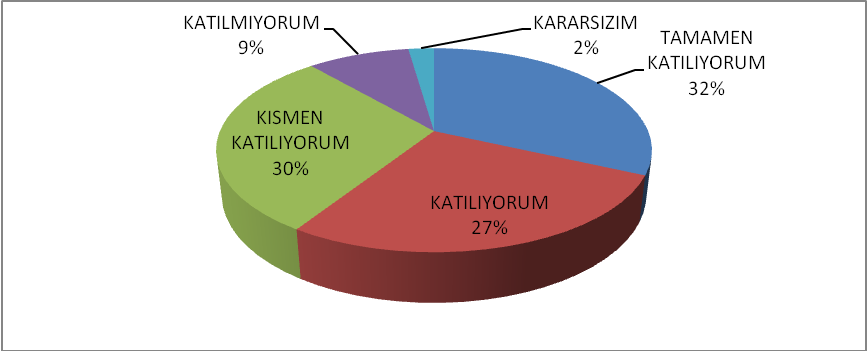 KATILMIYORUM
9%
KARARSIZIM
2%
TAMAMEN
KATILIYORUM
32%
KISMEN
KATILIYORUM
30%
KATILIYORUM
27%